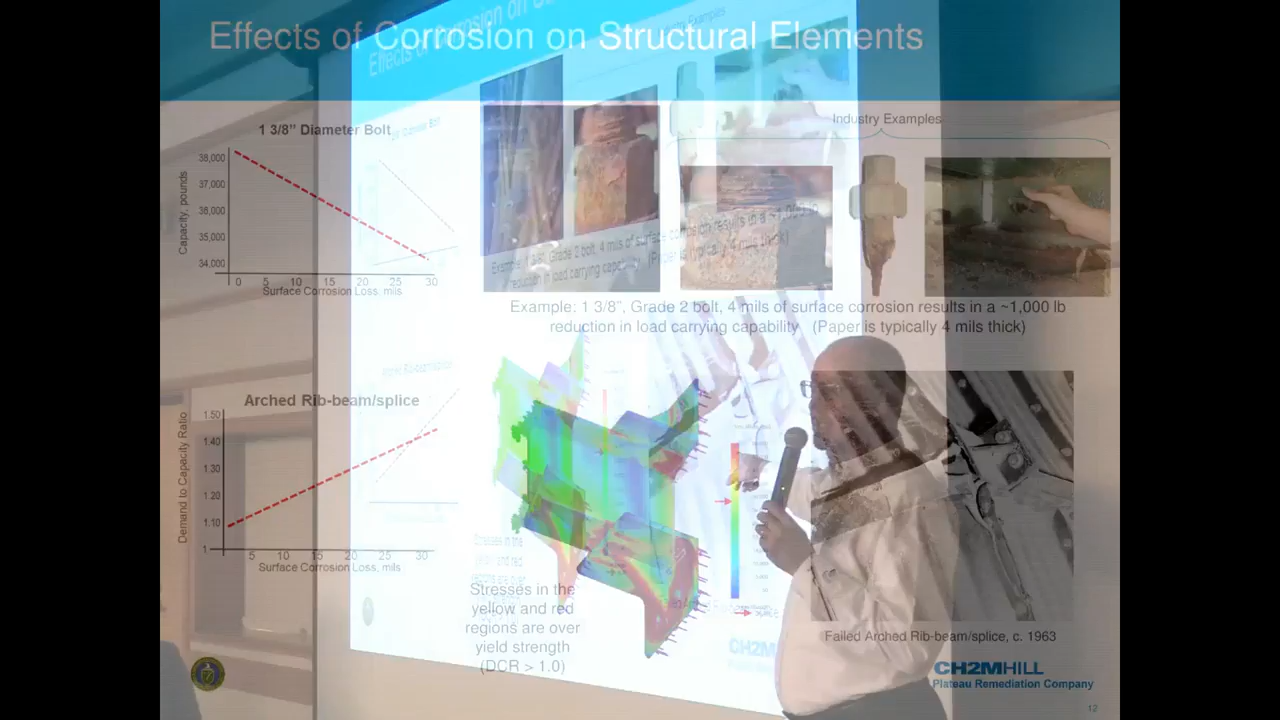 Effects of Corrosion on Structural Elements
Industry Examples
1 3/8” Diameter Bolt
Capacity, pounds
38,000
37,000
36,000
35,000
34,000
0 5 10 15 20 25 30
Surface Corrosion Loss, mils
Example: 1 3/8”, Grade 2 bolt, 4 mils of surface corrosion results in a ~1,000 lb
reduction in load carrying capability (Paper is typically 4 mils thick)
Arched Rib-beam/splice
Demand to Capacity Ratio
1.50
1.40
1.30
1.20
1.10
1
5 10 15 20 25 30
Surface Corrosion Loss, mils
Stresses in the
yellow and red
regions are over
yield strength
(DCR > 1.0)
Failed Arched Rib-beam/splice, c. 1963
CH2MHILL
Plateau Remediation Company
12